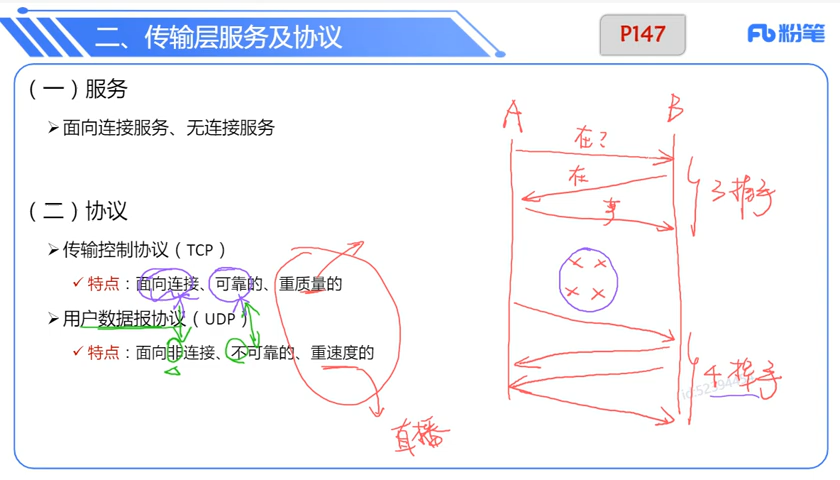 二、传输层服务及协议
P147
粉笔
（一）服务
➢面向连接服务、无连接服务
（二）协议
➢传输控制协议（TCP）
✓特点：面向连接、可靠的、重质量的
➢用户数据报协议（UDP）
✓特点：面向非连接、不可靠的、重速度的
直播
A
B
在?
在
事
3握手
4挥手